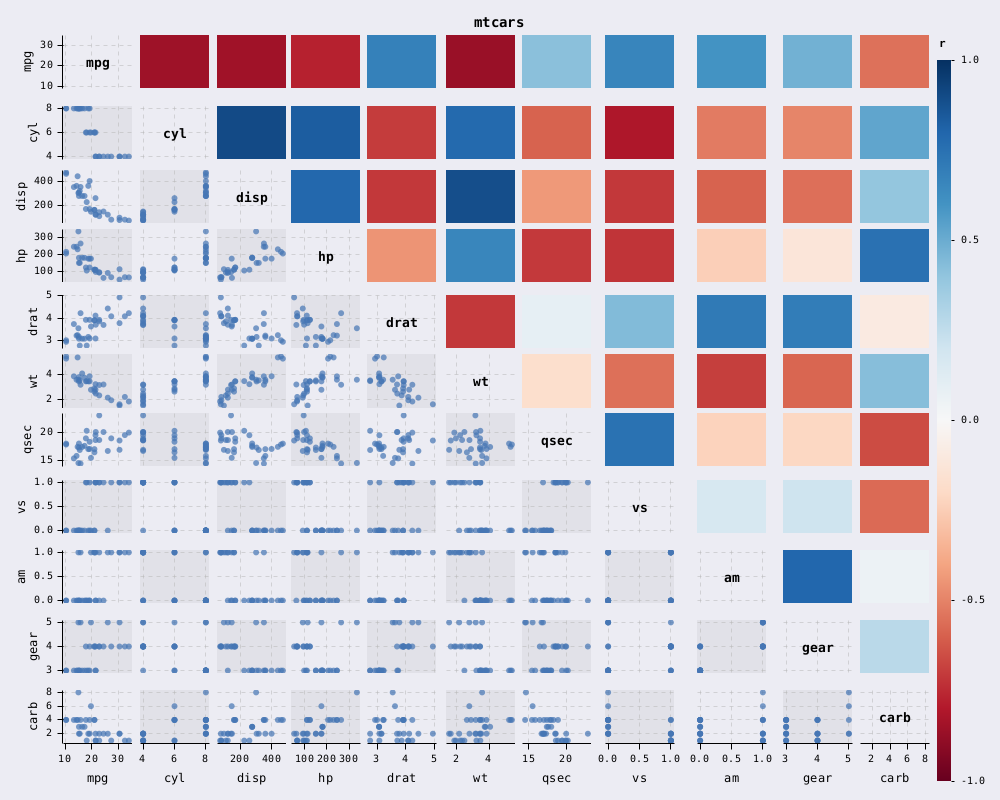 mtcars
r
mpg 30 20 10 mpg 1.0
cyl 8 6 4 cyl
disp 400 200 disp
hp 300 200 100 hp 0.5
drat 5 4 3 drat
wt 4 2 wt
qsec 20 15 qsec 0.0
vs 1.0 0.5 0.0 vs
am 1.0 0.5 0.0 am -0.5
gear 5 4 3 gear
carb 8 6 4 2 carb
10 20 30 4 6 8 200 400 100 200 300 3 4 5 2 4 15 20 0.0 0.5 1.0 0.0 0.5 1.0 3 4 5 2 4 6 8
mpg cyl disp hp drat wt qsec vs am gear carb -1.0